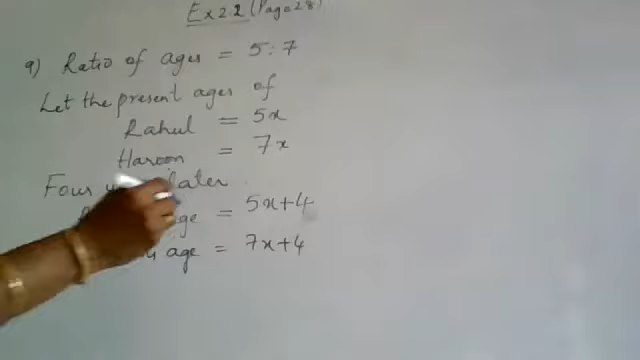 Ex 2.2 (Page 28)
9) Ratio of ages = 5:7
Let the present ages of
Rahul = 5x
Haroon = 7x
Four later
age = 5x+4
age = 7x+4